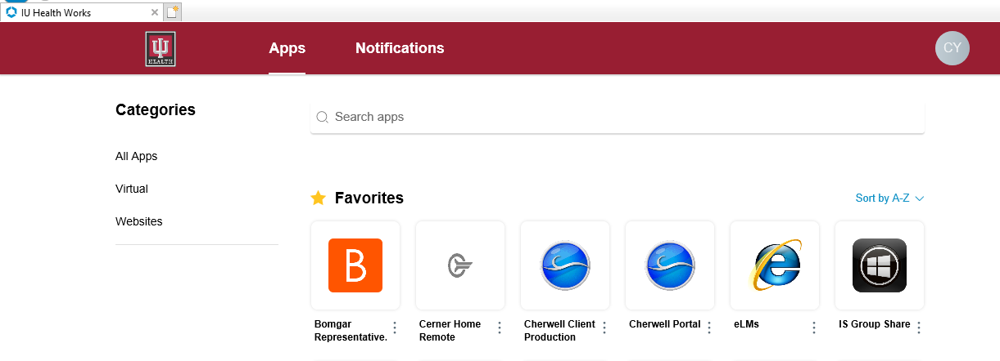 IU Health Works
HEALTH
Apps
Notifications
CY
Categories
Search apps
All Apps
Virtual
Websites
Favorites
Sort by A-Z
B
Bomgar
Representative.
Cerner Home
Remote
Cherwell Client
Production
Cherwell Portal
eLMs
IS Group Share